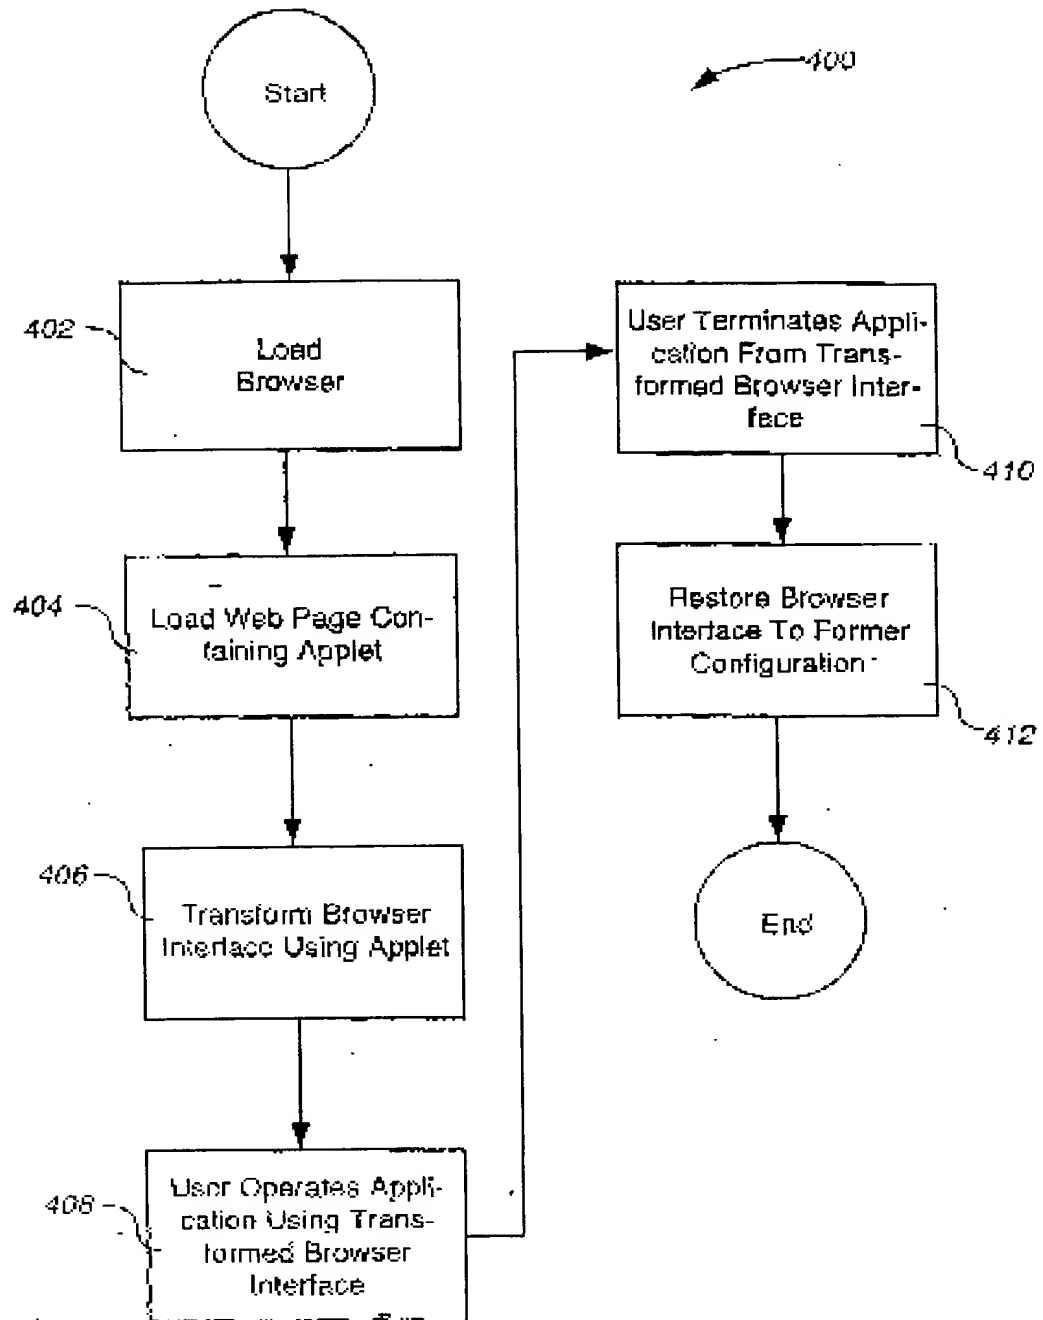 Start
400
402
Load
Browser
404
Load Web Page Con-
taining Applet
406
Transform Browser
Interface Using Applet
408
User Operates Appli-
cation Using Trans-
formed Browser
Interface
User Terminates Appli-
cation From Trans-
formed Browser Inter-
face
410
Restore Browser
Interface To Former
Configuration
412
End